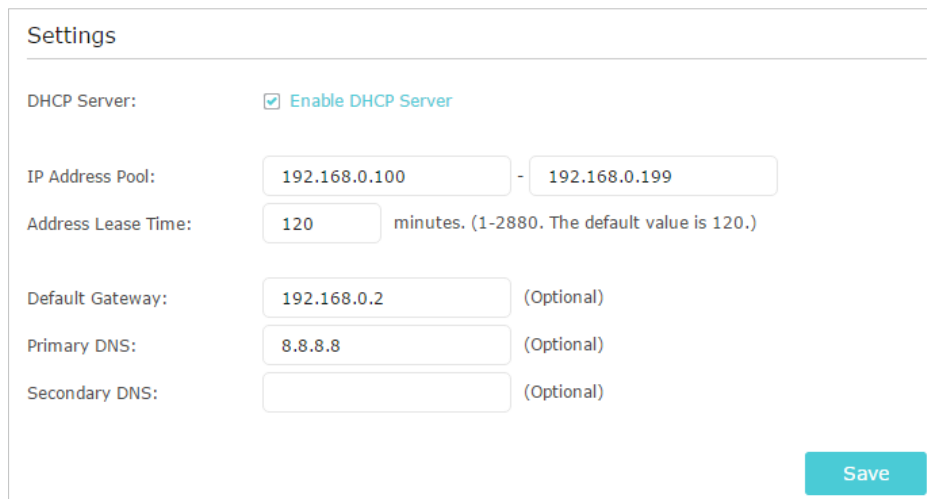 Settings
DHCP Server: Enable DHCP Server
IP Address Pool: 192.168.0.100 - 192.168.0.199
Address Lease Time: 120 minutes. (1-2880. The default value is 120.)
Default Gateway: 192.168.0.2 (Optional)
Primary DNS: 8.8.8.8 (Optional)
Secondary DNS: (Optional)
Save